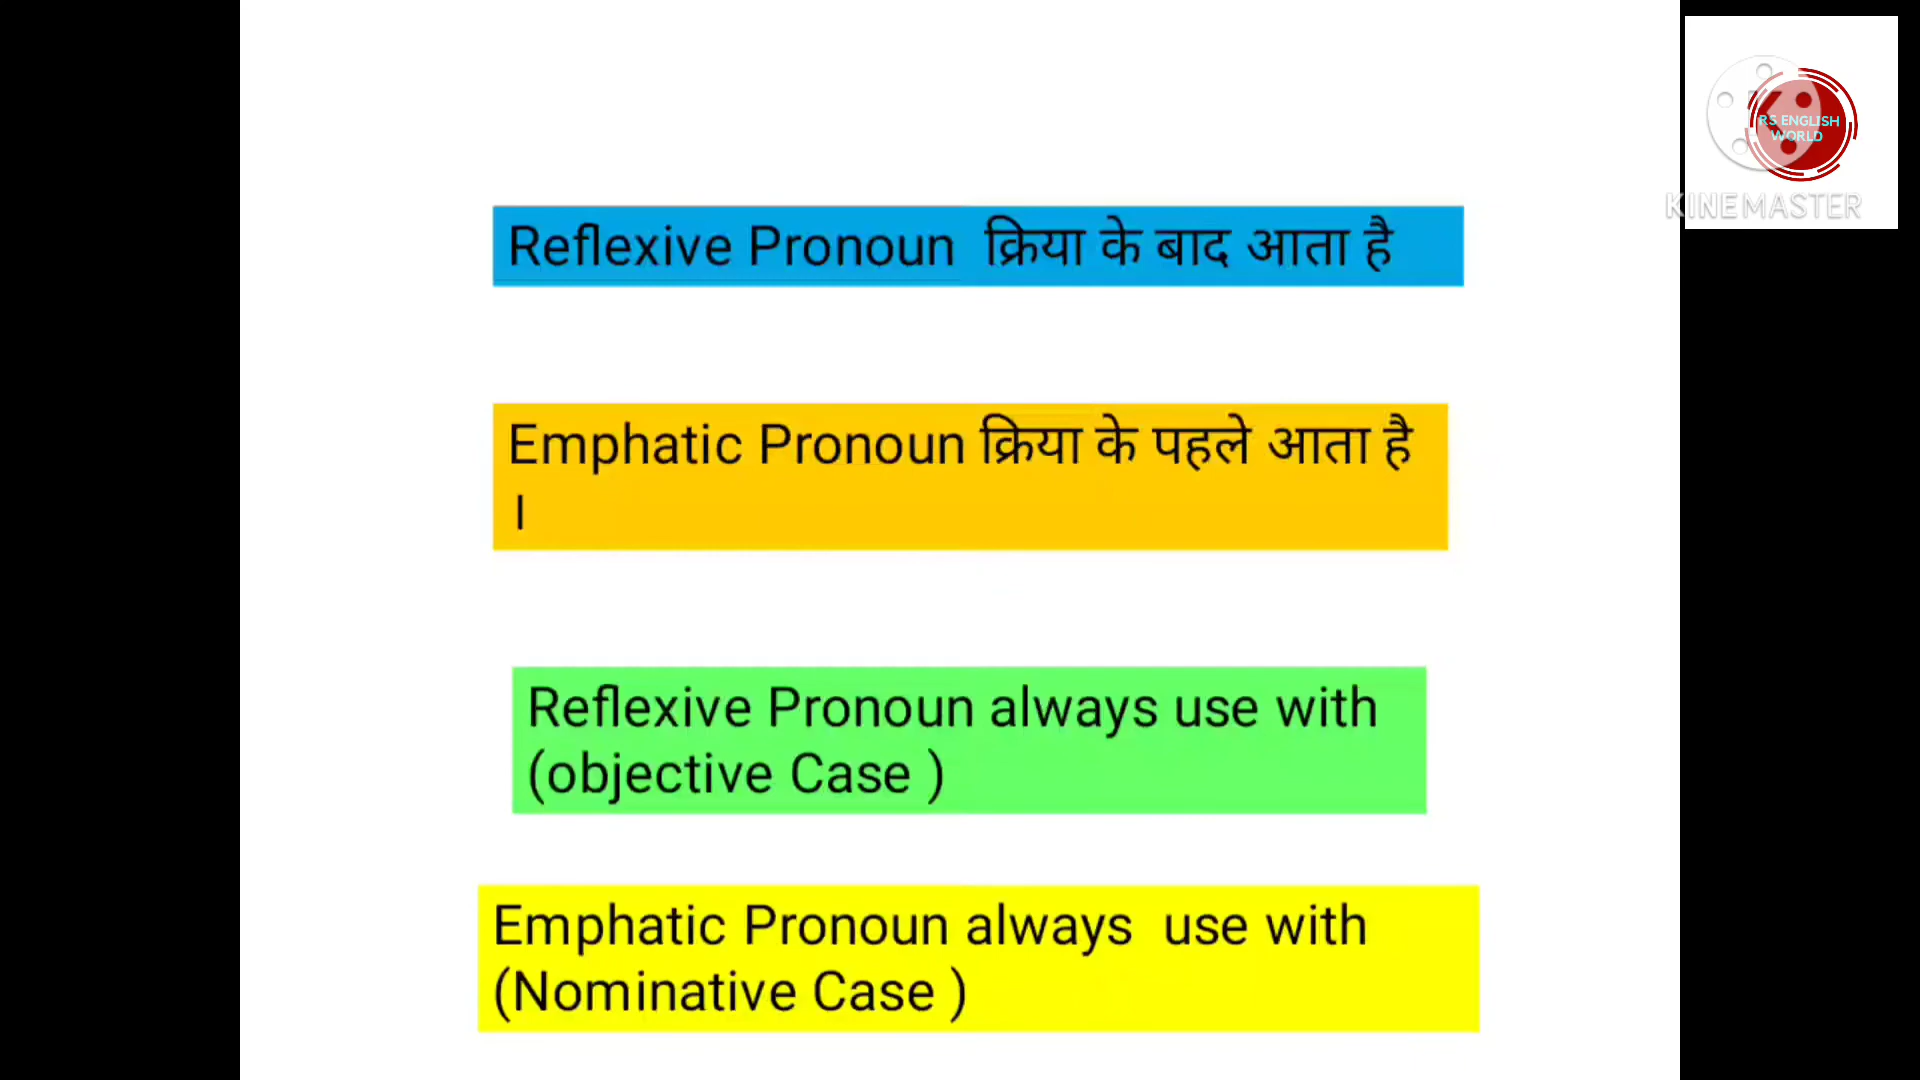 RS ENGLISH
WORLD
KINEMASTER
Reflexive Pronoun क्रिया के बाद आता है
Emphatic Pronoun क्रिया के पहले आता है
।
Reflexive Pronoun always use with
(objective Case )
Emphatic Pronoun always use with
(Nominative Case )